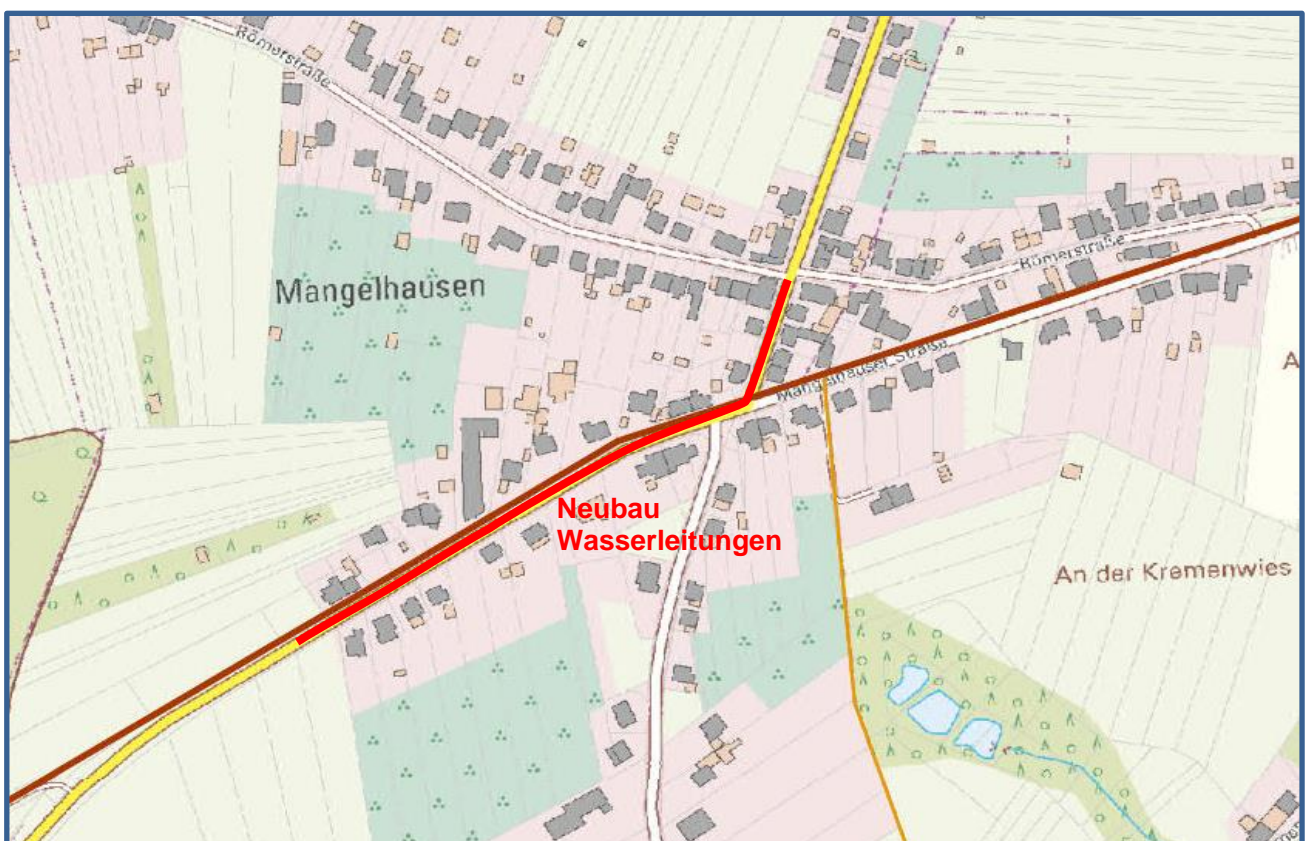 Römerstraße
Römerstraße
Mangelhausen
Mangelhauser Straße
A
Neubau
Wasserleitungen
An der Kremenwies